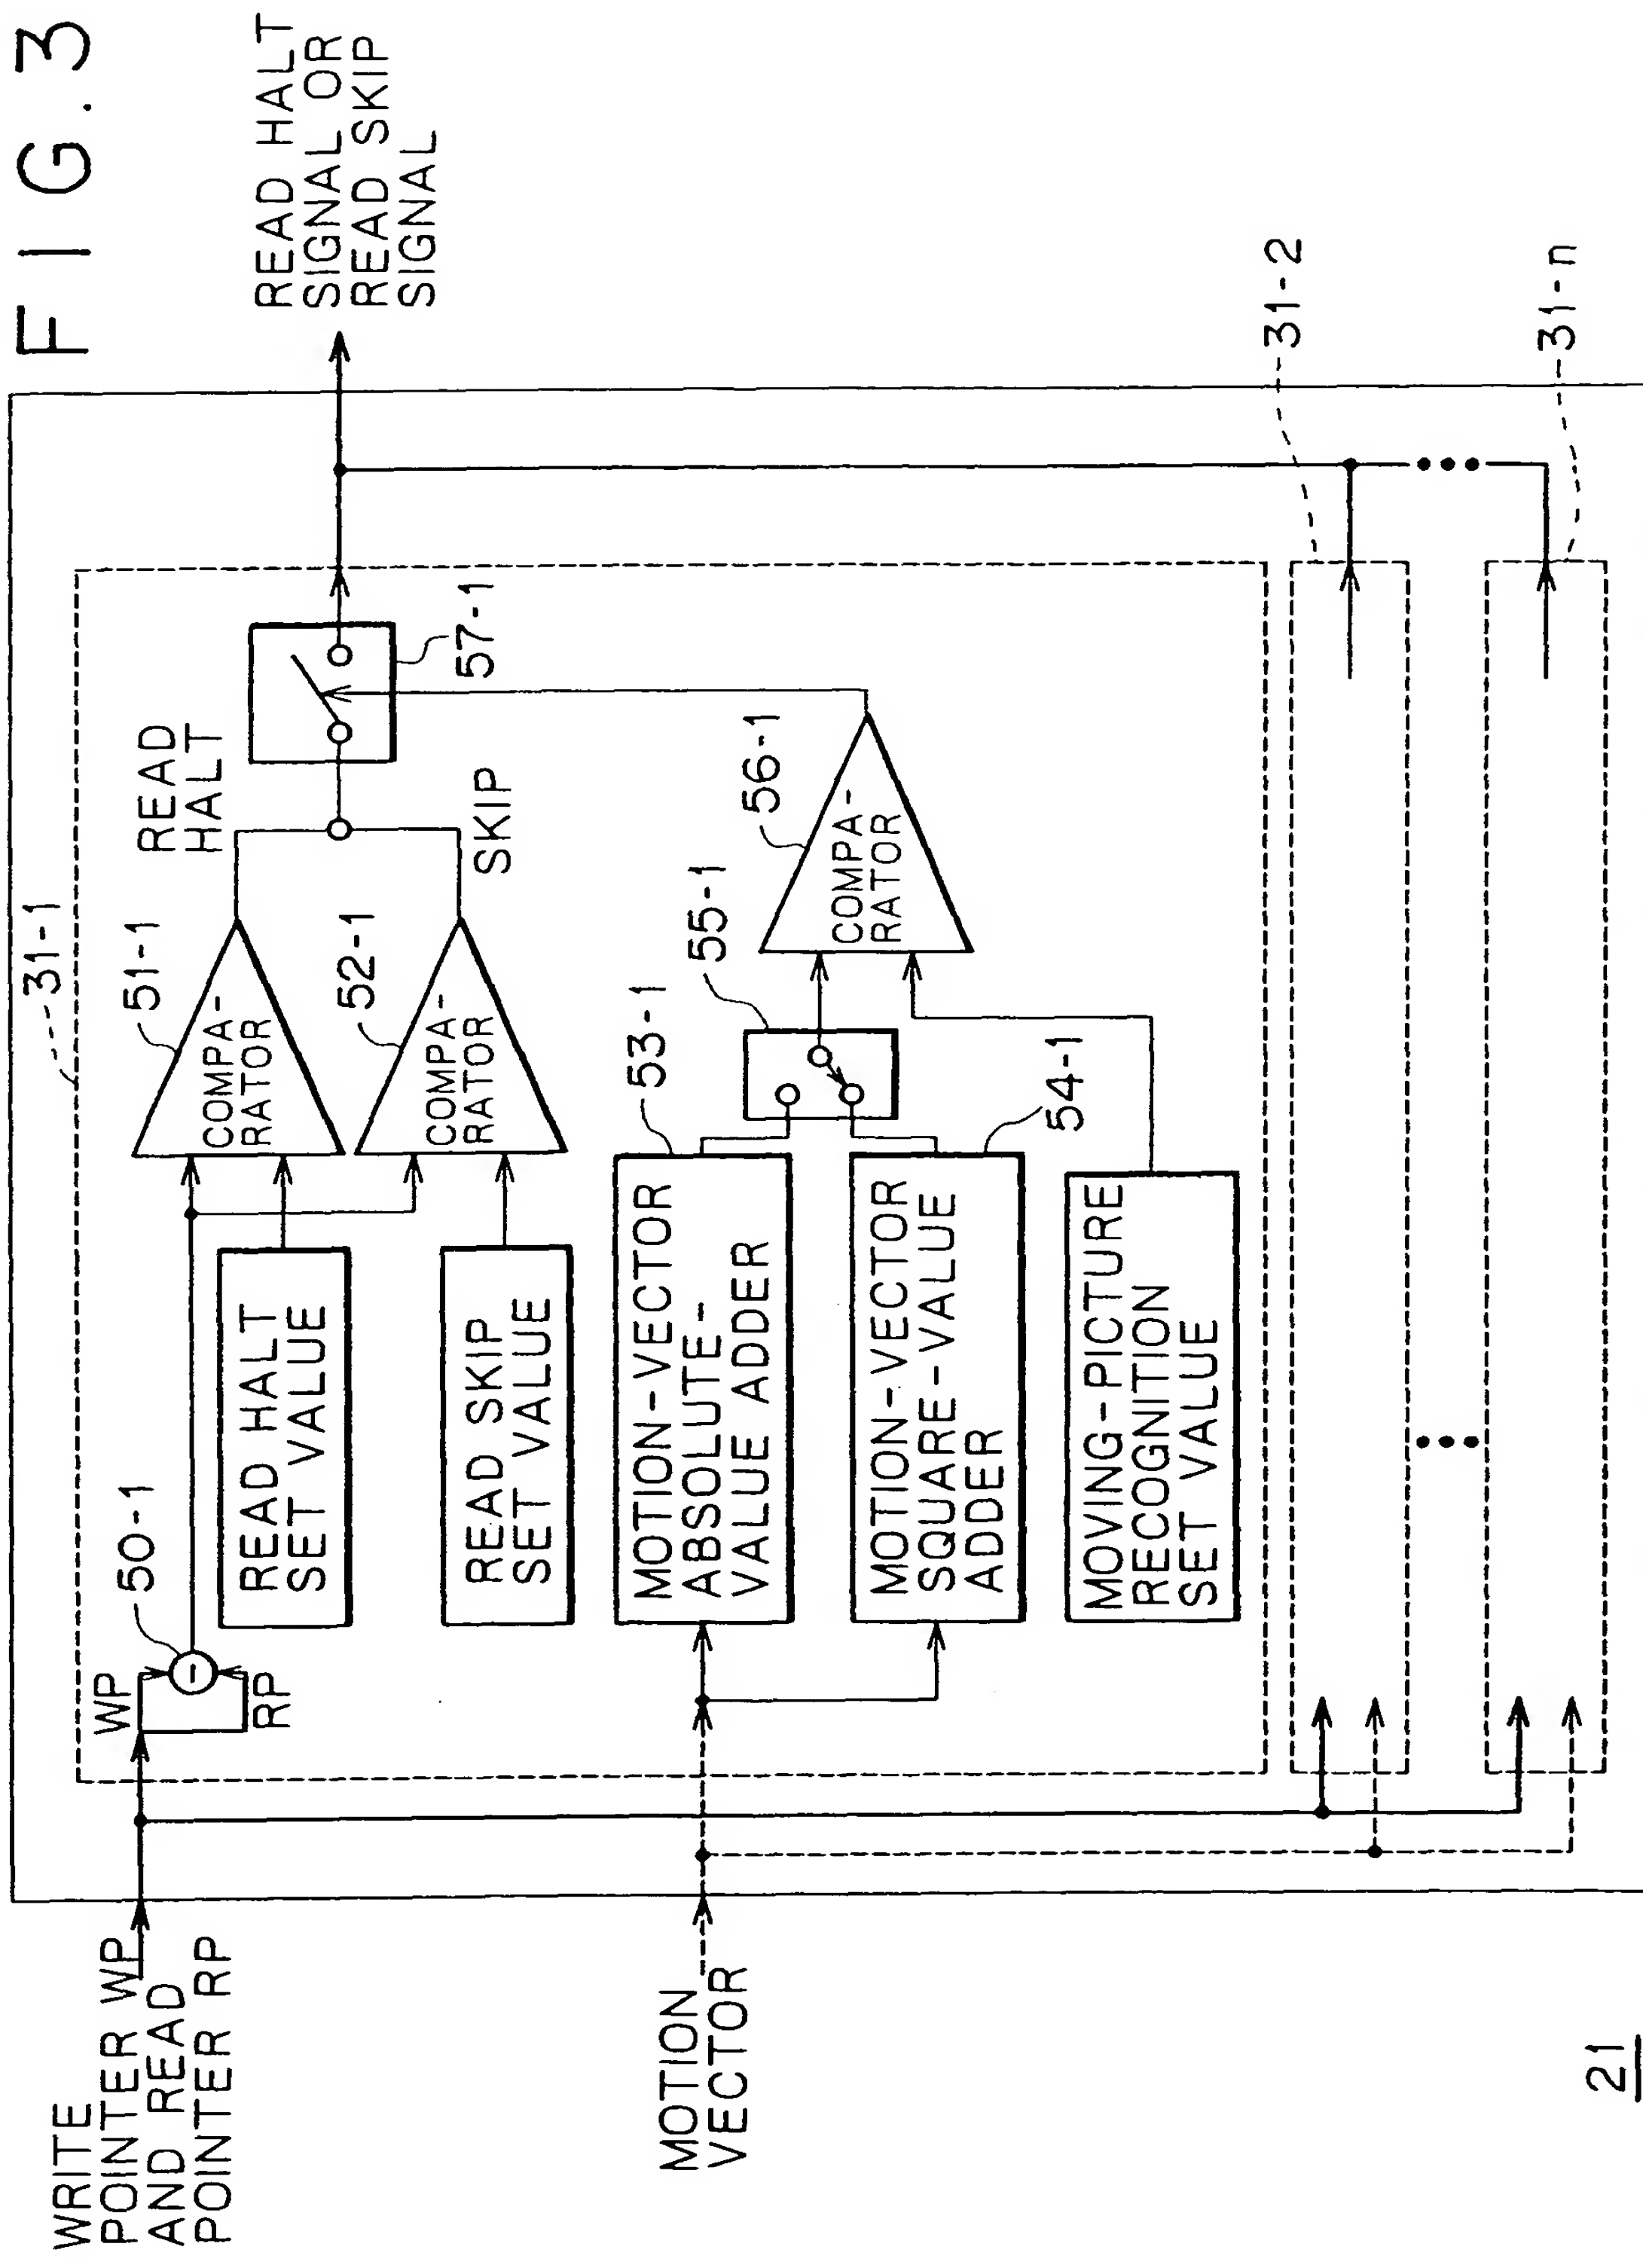 FIG.3
WRITE
POINTER WP
AND READ
POINTER RP
MOTION
VECTOR
21
31-1
WP
RP
50-1
READ HALT
SET VALUE
READ SKIP
SET VALUE
COMPA-
RATOR
51-1
COMPA-
RATOR
52-1
READ
HALT
SKIP
57-1
MOTION-VECTOR
ABSOLUTE-
VALUE ADDER
53-1
MOTION-VECTOR
SQUARE-VALUE
ADDER
54-1
MOVING-PICTURE
RECOGNITION
SET VALUE
55-1
COMPA-
RATOR
56-1
READ HALT
SIGNAL OR
READ SKIP
SIGNAL
31-2
31-n